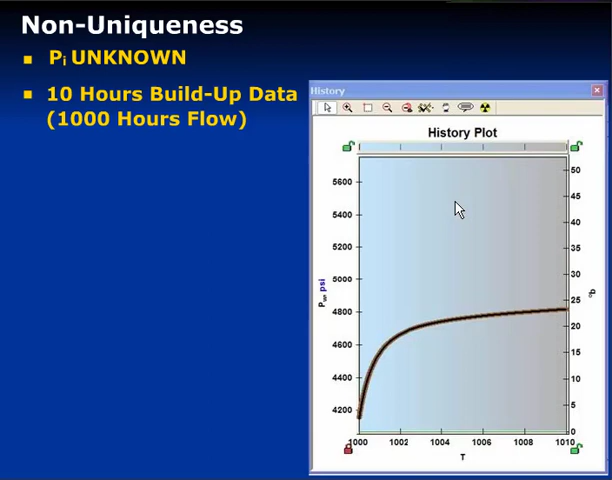 Non-Uniqueness
Pi UNKNOWN
10 Hours Build-Up Data
(1000 Hours Flow)
History
History Plot
5600
5400
5200
5000
4800
4600
4400
4200
psi
50
45
40
35
30
25
20
15
10
5
0
1000 1002 1004 1006 1008 1010
T